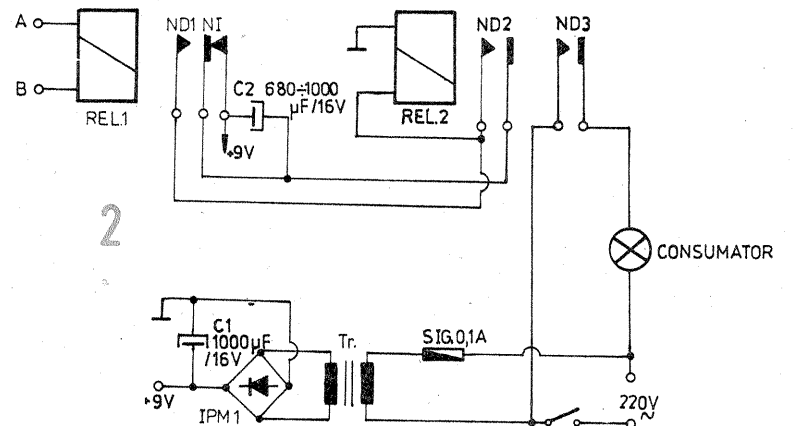 A
B
REL.1
ND1 NI
C2 680÷1000
µF/16V
+9V
REL.2
ND2
ND3
2
CONSUMATOR
C1
1000µF
/16V
+9V
IPM1
Tr.
SIG.0,1A
220V
~